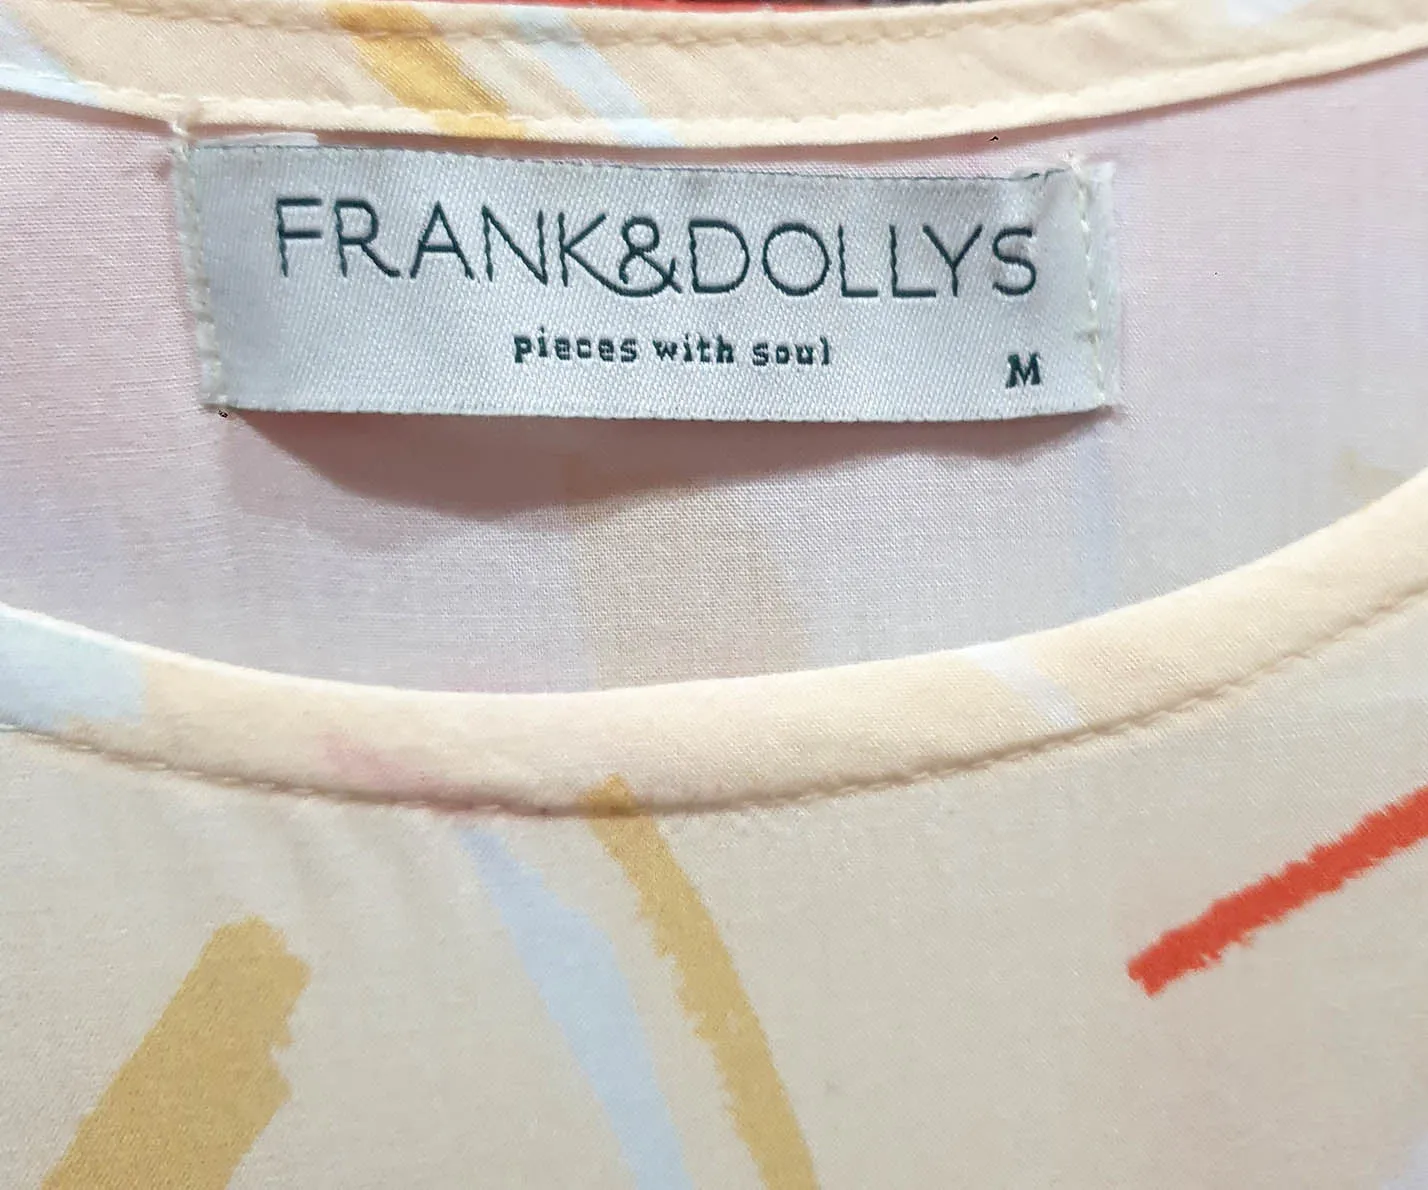 FRANK&DOLLYS
pieces with soul
M